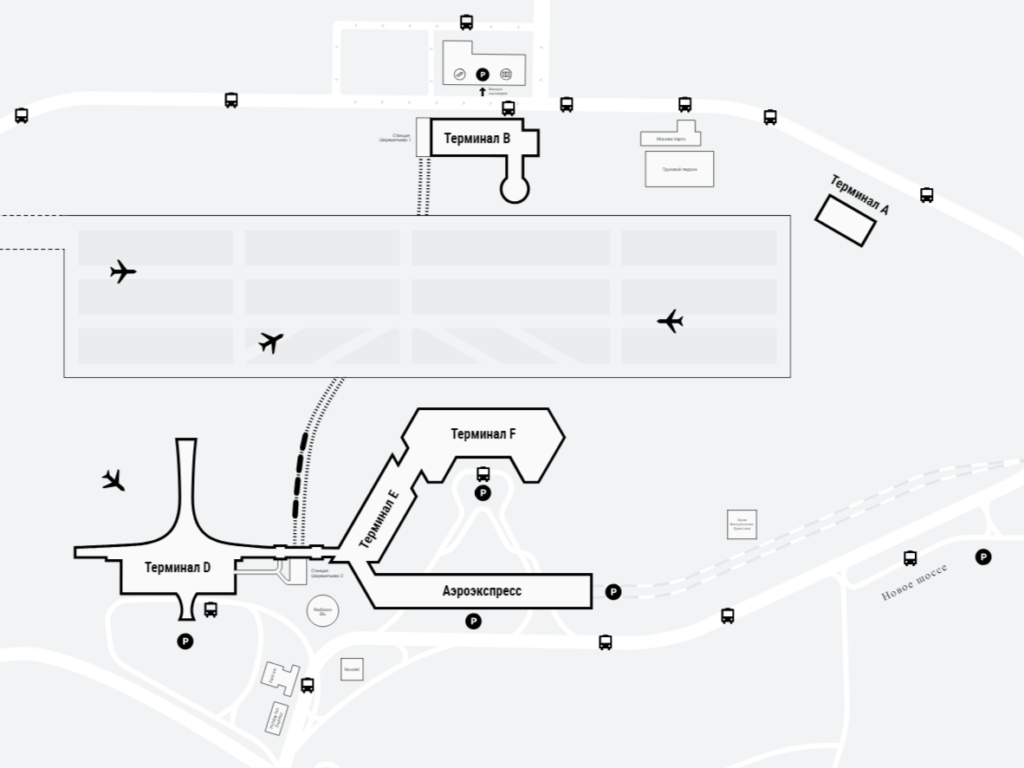 P
Терминал B
Станция
Шереметьево 1
Москва Карго
Грузовой терминал
Терминал A
Терминал F
P
Терминал E
Терминал D
Станция
Шереметьево 2
Аэроэкспресс
P
P
P
P
Новое шоссе